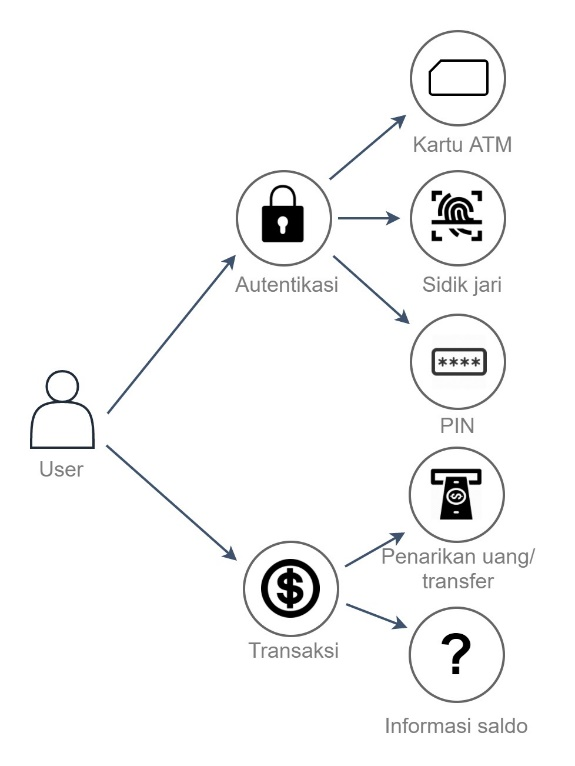 Kartu ATM
Autentikasi
Sidik jari
****
PIN
User
Penarikan uang/
transfer
$
Transaksi
?
Informasi saldo